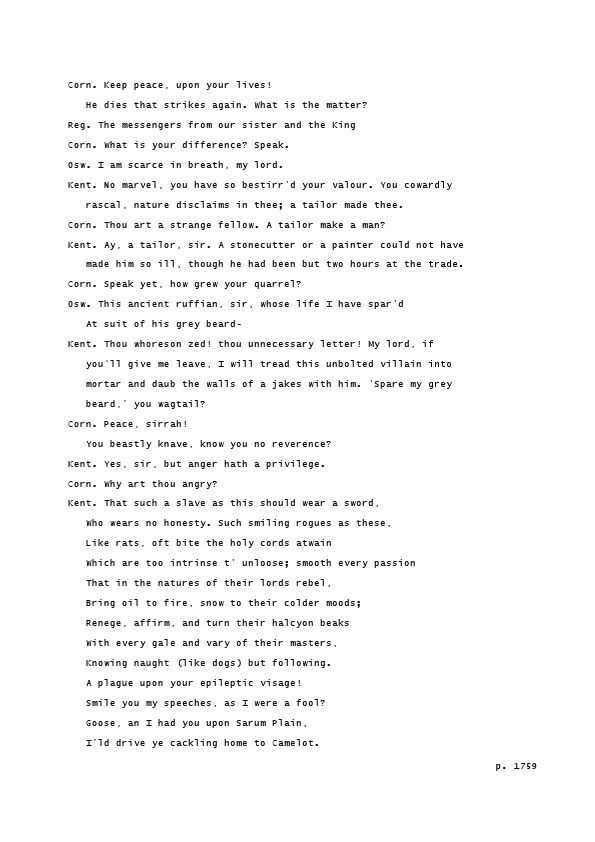 Corn. Keep peace, upon your lives!
He dies that strikes again. What is the matter?
Reg. The messengers from our sister and the King
Corn. What is your difference? Speak.
Osw. I am scarce in breath, my lord.
Kent. No marvel, you have so bestirr'd your valour. You cowardly
rascal, nature disclaims in thee; a tailor made thee.
Corn. Thou art a strange fellow. A tailor make a man?
Kent. Ay, a tailor, sir. A stonecutter or a painter could not have
made him so ill, though he had been but two hours at the trade.
Corn. Speak yet, how grew your quarrel?
Osw. This ancient ruffian, sir, whose life I have spar'd
At suit of his grey beard-
Kent. Thou whoreson zed! thou unnecessary letter! My lord, if
you'll give me leave, I will tread this unbolted villain into
mortar and daub the walls of a jakes with him. 'Spare my grey
beard,' you wagtail?
Corn. Peace, sirrah!
You beastly knave, know you no reverence?
Kent. Yes, sir, but anger hath a privilege.
Corn. Why art thou angry?
Kent. That such a slave as this should wear a sword,
Who wears no honesty. Such smiling rogues as these,
Like rats, oft bite the holy cords atwain
Which are too intrinse t' unloose; smooth every passion
That in the natures of their lords rebel,
Bring oil to fire, snow to their colder moods;
Renege, affirm, and turn their halcyon beaks
With every gale and vary of their masters,
Knowing naught (like dogs) but following.
A plague upon your epileptic visage!
Smile you my speeches, as I were a fool?
Goose, an I had you upon Sarum Plain,
I'ld drive ye cackling home to Camelot.
p. 1759